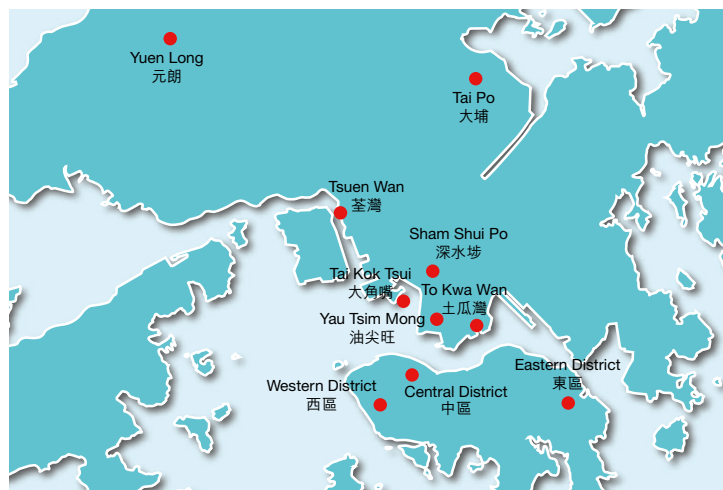 Yuen Long
元朗
Tai Po
大埔
Tsuen Wan
荃灣
Sham Shui Po
深水埗
Tai Kok Tsui
大角嘴
To Kwa Wan
土瓜灣
Yau Tsim Mong
油尖旺
Eastern District
東區
Western District
西區
Central District
中區